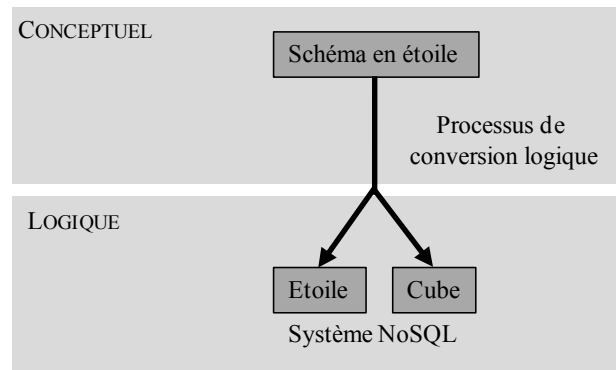 CONCEPTUEL
Schéma en étoile
Processus de
conversion logique
LOGIQUE
Etoile
Cube
Système NoSQL